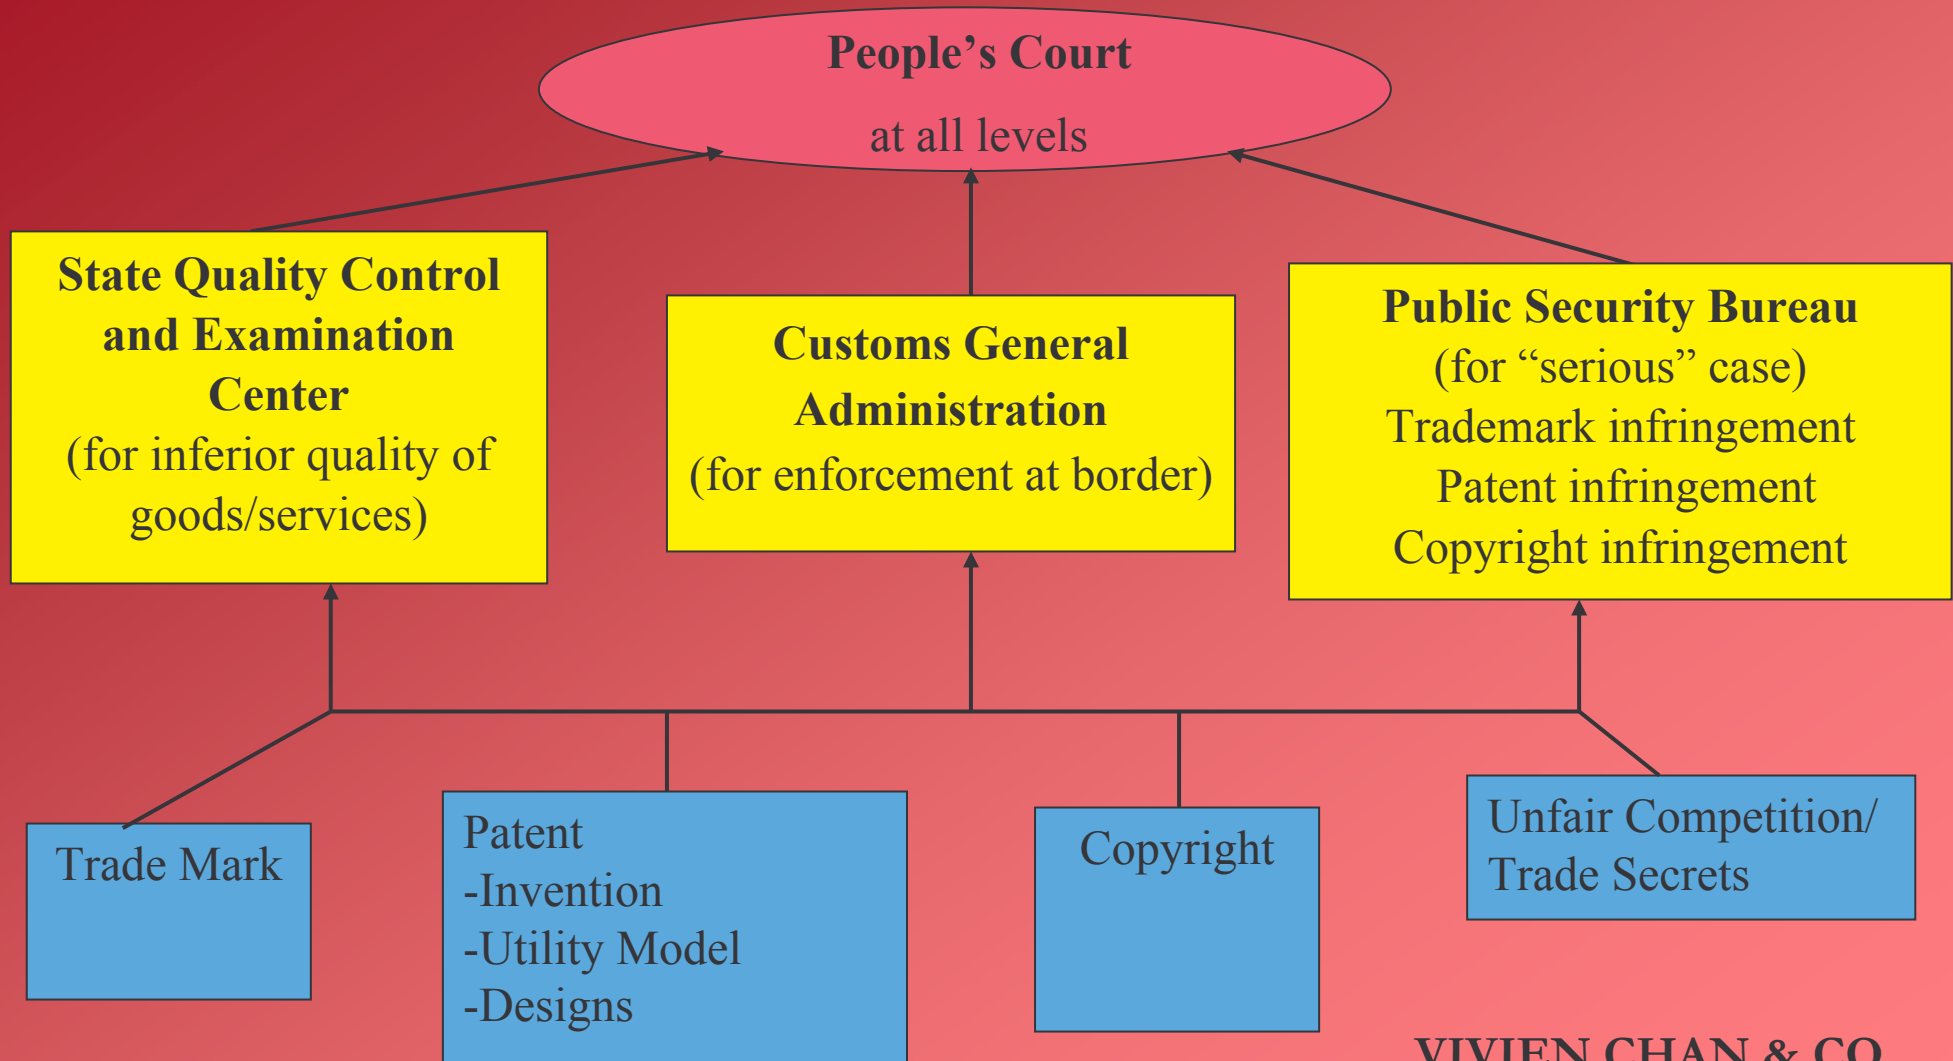 People’s Court
at all levels
State Quality Control
and Examination
Center
(for inferior quality of
goods/services)
Customs General
Administration
(for enforcement at border)
Public Security Bureau
(for “serious” case)
Trademark infringement
Patent infringement
Copyright infringement
Trade Mark
Patent
-Invention
-Utility Model
-Designs
Copyright
Unfair Competition/
Trade Secrets
VIVIEN CHAN & CO